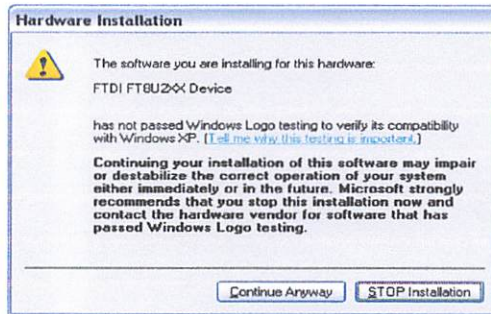 Hardware Installation
The software you are installing for this hardware:
FTDI FT8U2XX Device
has not passed Windows Logo testing to verify its compatibility
with Windows XP. (Tell me why this testing is important.)
Continuing your installation of this software may impair
or destabilize the correct operation of your system
either immediately or in the future. Microsoft strongly
recommends that you stop this installation now and
contact the hardware vendor for software that has
passed Windows Logo testing.
Continue Anyway
STOP Installation